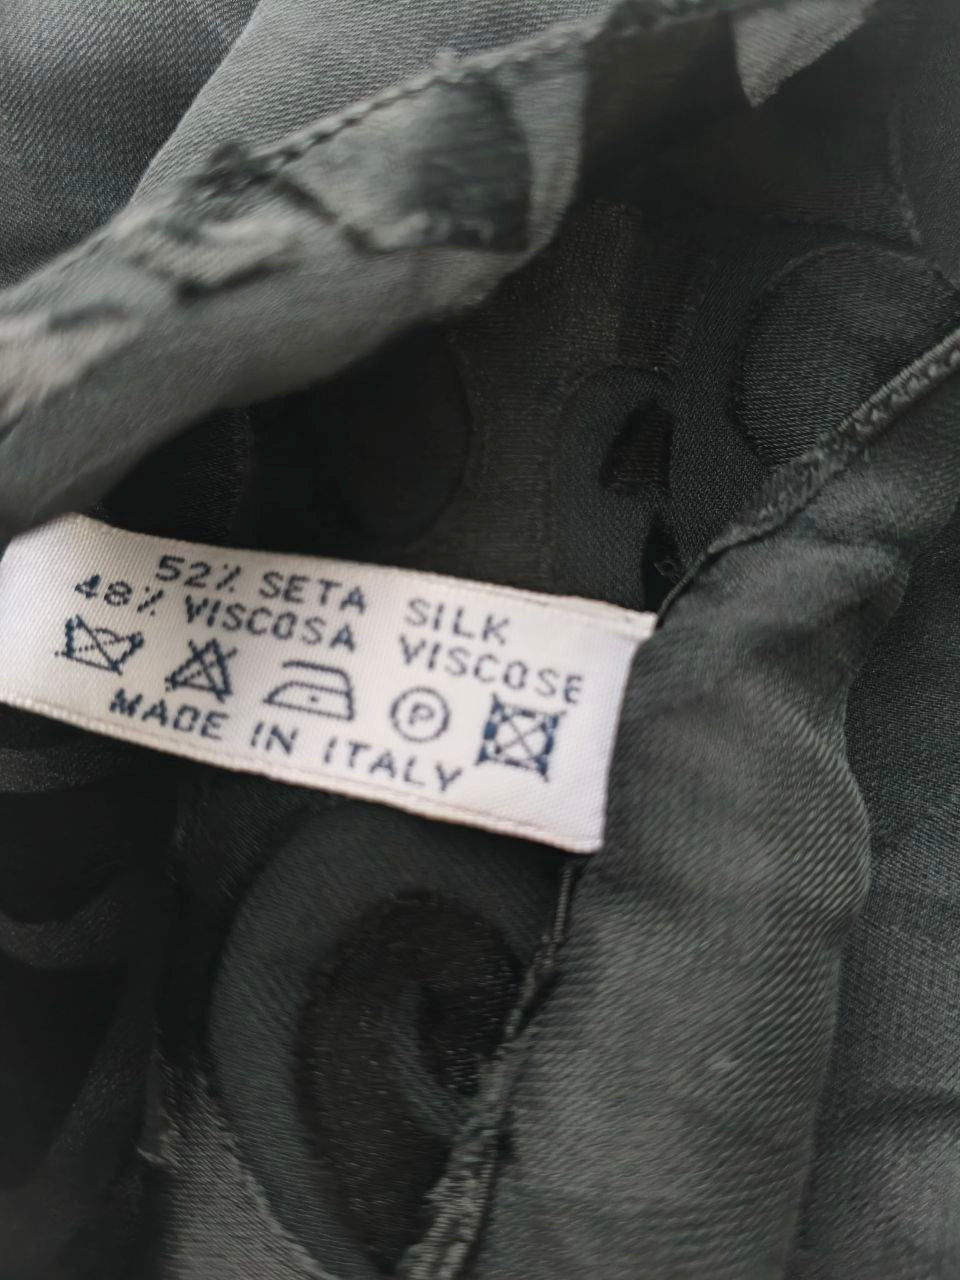 52% SETA SILK
48% VISCOSA VISCOSE
P
MADE IN ITALY